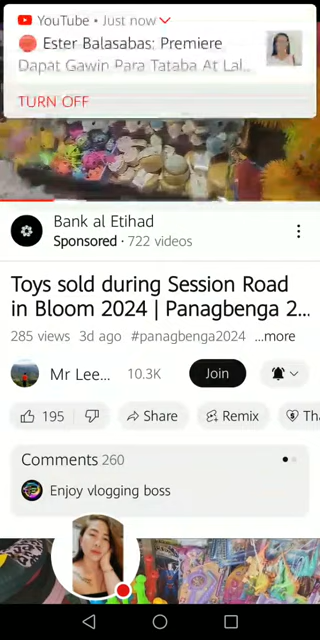 YouTube • Just now
🔴 Ester Balasabas: Premiere
Dapat Gawin Para Tataba At Lal...
TURN OFF
Bank al Etihad
Sponsored · 722 videos
Toys sold during Session Road
in Bloom 2024 | Panagbenga 2...
285 views 3d ago #panagbenga2024 ...more
Mr Lee... 10.3K Join
195 Share Remix Tha
Comments 260
Enjoy vlogging boss